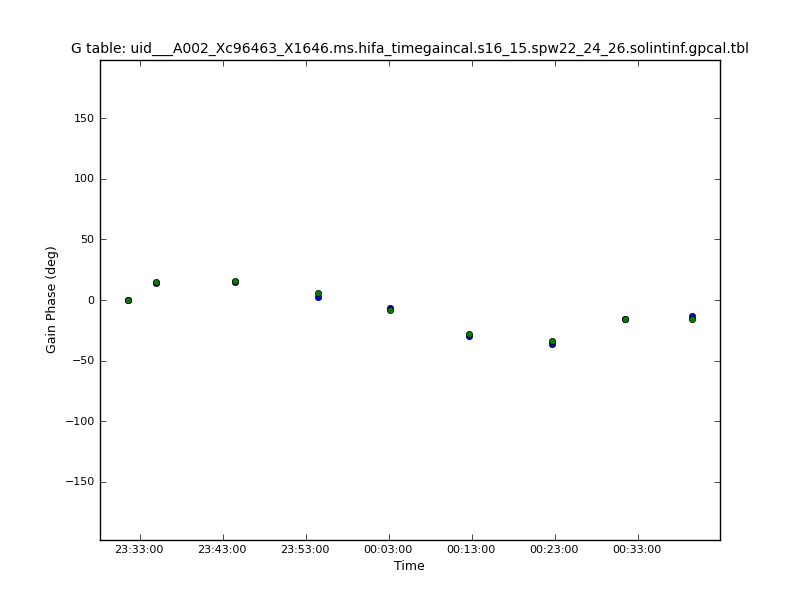 G table: uid___A002_Xc96463_X1646.ms.hifa_timegaincal.s16_15.spw22_24_26.solintinf.gpcal.tbl
150
100
50
0
−50
−100
−150
Gain Phase (deg)
23:33:00 23:43:00 23:53:00 00:03:00 00:13:00 00:23:00 00:33:00
Time